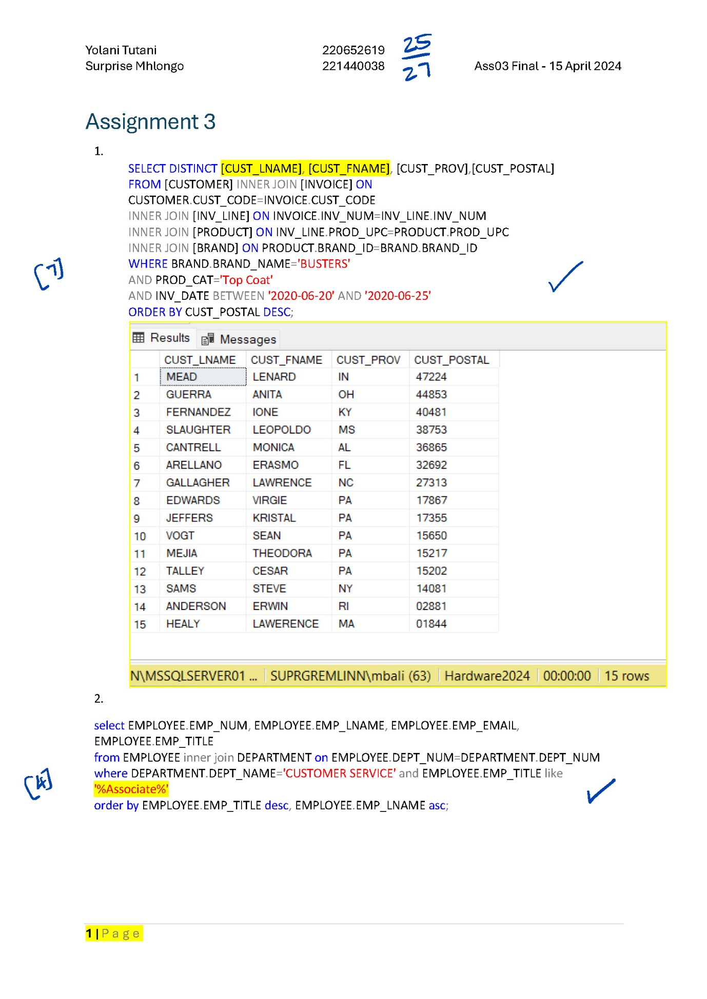 Yolani Tutani 220652619 25
Surprise Mhlongo 221440038 27 Ass03 Final - 15 April 2024
Assignment 3
1.
SELECT DISTINCT [CUST_LNAME], [CUST_FNAME], [CUST_PROV],[CUST_POSTAL]
FROM [CUSTOMER] INNER JOIN [INVOICE] ON
CUSTOMER.CUST_CODE=INVOICE.CUST_CODE
INNER JOIN [INV_LINE] ON INVOICE.INV_NUM=INV_LINE.INV_NUM
INNER JOIN [PRODUCT] ON INV_LINE.PROD_UPC=PRODUCT.PROD_UPC
INNER JOIN [BRAND] ON PRODUCT.BRAND_ID=BRAND.BRAND_ID
[7] WHERE BRAND.BRAND_NAME='BUSTERS'
AND PROD_CAT='Top Coat'
AND INV_DATE BETWEEN '2020-06-20' AND '2020-06-25'
ORDER BY CUST_POSTAL DESC;
Results Messages
CUST_LNAME CUST_FNAME CUST_PROV CUST_POSTAL
1 MEAD LENARD IN 47224
2 GUERRA ANITA OH 44853
3 FERNANDEZ IONE KY 40481
4 SLAUGHTER LEOPOLDO MS 38753
5 CANTRELL MONICA AL 36865
6 ARELLANO ERASMO FL 32692
7 GALLAGHER LAWRENCE NC 27313
8 EDWARDS VIRGIE PA 17867
9 JEFFERS KRISTAL PA 17355
10 VOGT SEAN PA 15650
11 MEJIA THEODORA PA 15217
12 TALLEY CESAR PA 15202
13 SAMS STEVE NY 14081
14 ANDERSON ERWIN RI 02881
15 HEALY LAWERENCE MA 01844
N\MSSQLSERVER01 ... SUPRGREMLINN\mbali (63) Hardware2024 00:00:00 15 rows
2.
select EMPLOYEE.EMP_NUM, EMPLOYEE.EMP_LNAME, EMPLOYEE.EMP_EMAIL,
EMPLOYEE.EMP_TITLE
from EMPLOYEE inner join DEPARTMENT on EMPLOYEE.DEPT_NUM=DEPARTMENT.DEPT_NUM
[4] where DEPARTMENT.DEPT_NAME='CUSTOMER SERVICE' and EMPLOYEE.EMP_TITLE like
'%Associate%'
order by EMPLOYEE.EMP_TITLE desc, EMPLOYEE.EMP_LNAME asc;
1 | Page